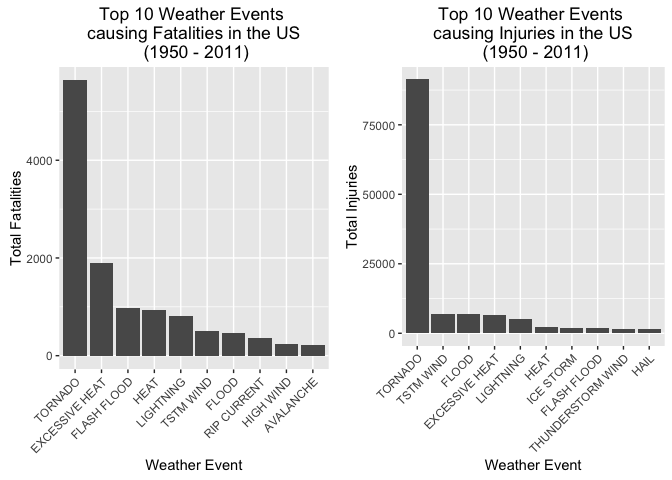 Top 10 Weather Events
causing Fatalities in the US
(1950 - 2011)
Total Fatalities
4000
2000
0
TORNADO
EXCESSIVE HEAT
FLASH FLOOD
HEAT
LIGHTNING
TSTM WIND
FLOOD
RIP CURRENT
HIGH WIND
AVALANCHE
Weather Event
Top 10 Weather Events
causing Injuries in the US
(1950 - 2011)
Total Injuries
75000
50000
25000
0
TORNADO
TSTM WIND
FLOOD
EXCESSIVE HEAT
LIGHTNING
HEAT
ICE STORM
FLASH FLOOD
THUNDERSTORM WIND
HAIL
Weather Event